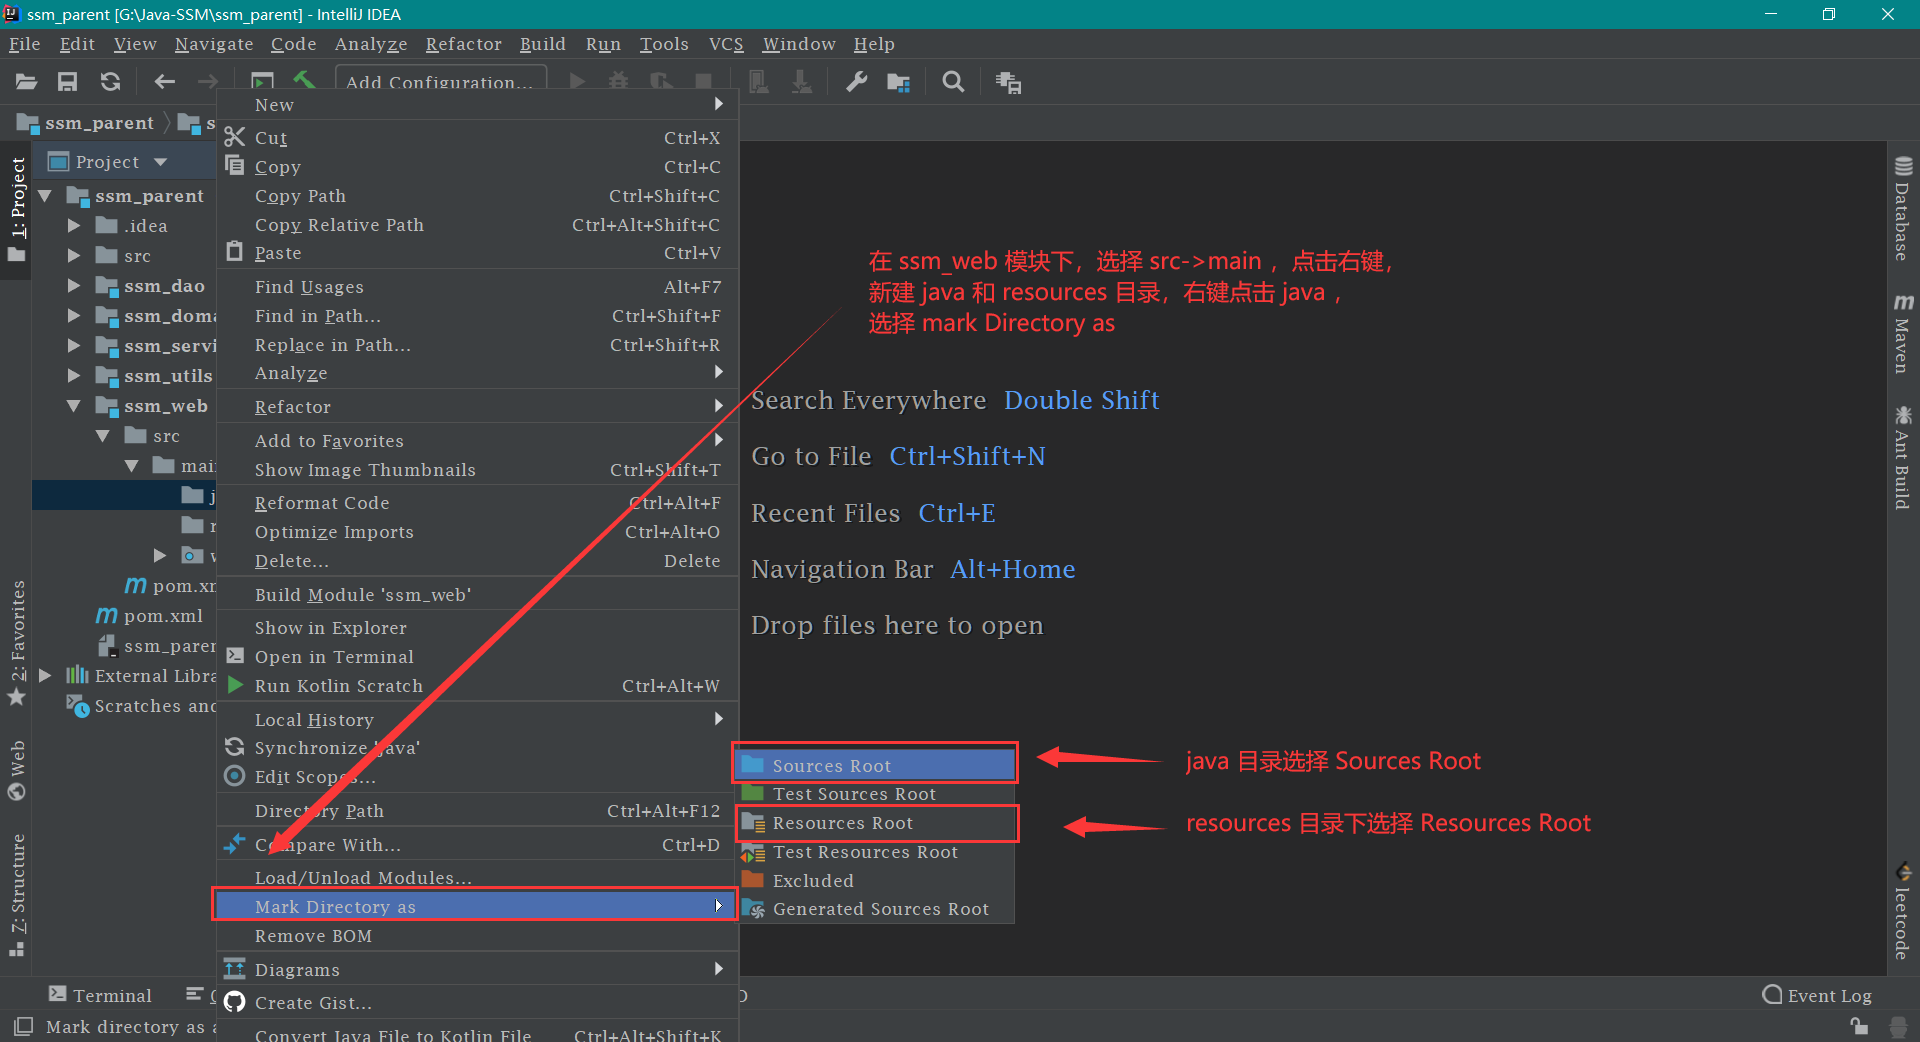 ssm_parent [G:\Java-SSM\ssm_parent] - IntelliJ IDEA
File Edit View Navigate Code Analyze Refactor Build Run Tools VCS Window Help
Add Configuration...
ssm_parent s
1: Project
Project
ssm_parent
.idea
src
ssm_dao
ssm_doma
ssm_servi
ssm_utils
ssm_web
src
mai
j
r
w
pom.xm
pom.xml
ssm_paren
External Libra
Scratches and
2: Favorites
Web
Z: Structure
New
Cut Ctrl+X
Copy Ctrl+C
Copy Path Ctrl+Shift+C
Copy Relative Path Ctrl+Alt+Shift+C
Paste Ctrl+V
Find Usages Alt+F7
Find in Path... Ctrl+Shift+F
Replace in Path... Ctrl+Shift+R
Analyze
Refactor
Add to Favorites
Show Image Thumbnails Ctrl+Shift+T
Reformat Code Ctrl+Alt+F
Optimize Imports Ctrl+Alt+O
Delete... Delete
Build Module 'ssm_web'
Show in Explorer
Open in Terminal
Run Kotlin Scratch Ctrl+Alt+W
Local History
Synchronize 'java'
Edit Scopes...
Directory Path Ctrl+Alt+F12
Compare With... Ctrl+D
Load/Unload Modules...
Mark Directory as
Remove BOM
Diagrams
Create Gist...
Convert Java File to Kotlin File Ctrl+Alt+Shift+K
Sources Root
Test Sources Root
Resources Root
Test Resources Root
Excluded
Generated Sources Root
在 ssm_web 模块下，选择 src->main ，点击右键，
新建 java 和 resources 目录，右键点击 java ，
选择 mark Directory as
Search Everywhere Double Shift
Go to File Ctrl+Shift+N
Recent Files Ctrl+E
Navigation Bar Alt+Home
Drop files here to open
java 目录选择 Sources Root
resources 目录下选择 Resources Root
Database
Maven
Ant Build
leetcode
Terminal
Event Log
Mark directory as a